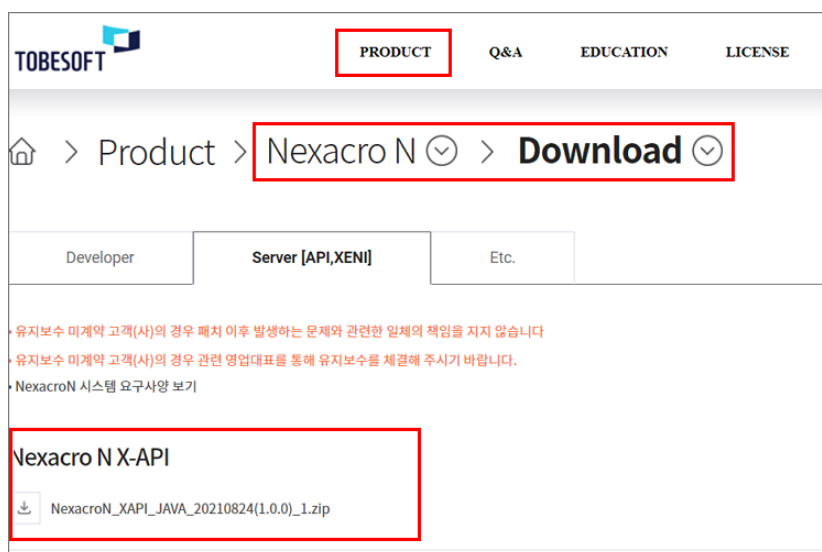 TOBESOFT
PRODUCT Q&A EDUCATION LICENSE
> Product > Nexacro N > Download
Developer Server [API,XENI] Etc.
• 유지보수 미계약 고객(사)의 경우 패치 이후 발생하는 문제와 관련한 일체의 책임을 지지 않습니다
• 유지보수 미계약 고객(사)의 경우 관련 영업대표를 통해 유지보수를 체결해 주시기 바랍니다.
• NexacroN 시스템 요구사양 보기
Nexacro N X-API
NexacroN_XAPI_JAVA_20210824(1.0.0)_1.zip